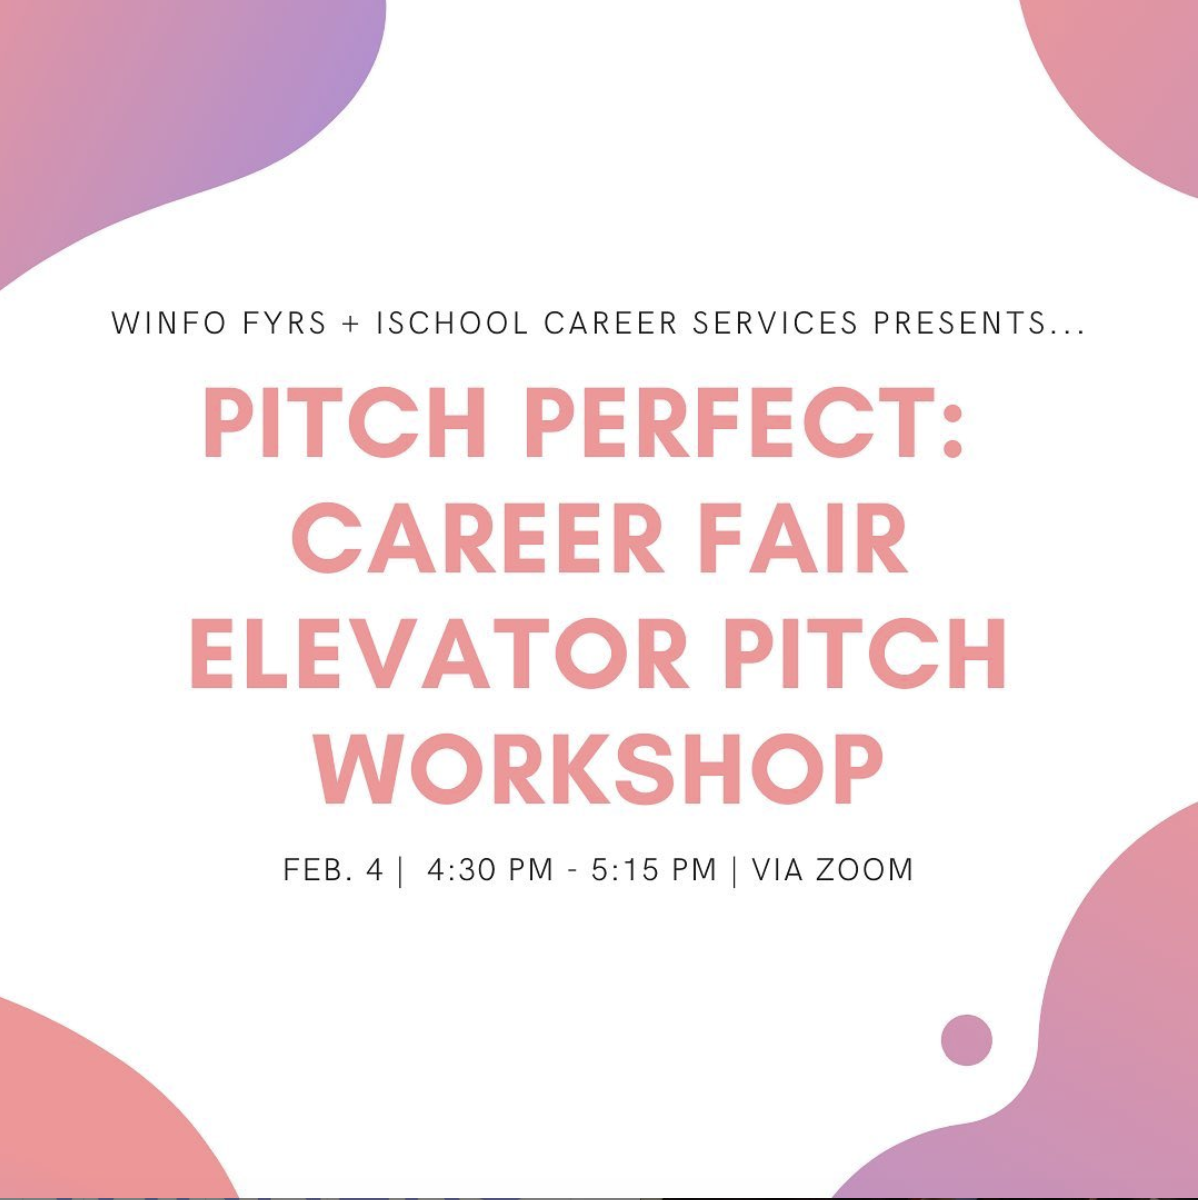 WINFO FYRS + ISCHOOL CAREER SERVICES PRESENTS...
PITCH PERFECT:
CAREER FAIR
ELEVATOR PITCH
WORKSHOP
FEB. 4 | 4:30 PM - 5:15 PM | VIA ZOOM